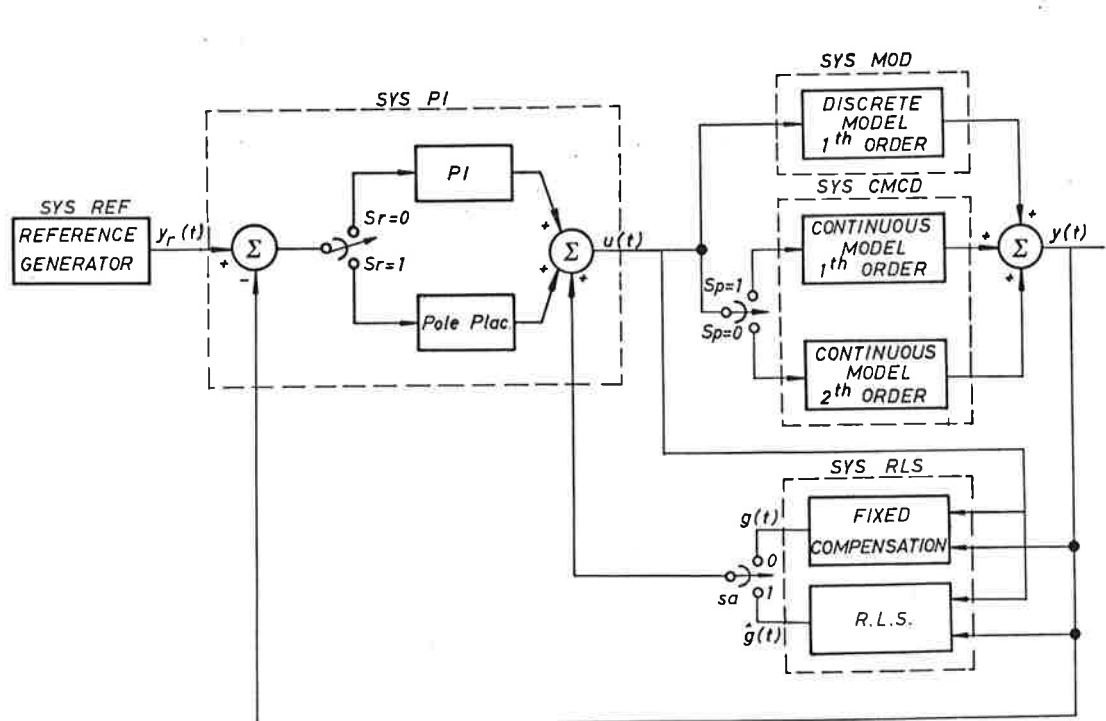 SYS REF
REFERENCE
GENERATOR
yr(t)
+
-
Σ
SYS PI
Sr=0
Sr=1
PI
Pole Plac.
+
+
+
Σ
u(t)
SYS MOD
DISCRETE
MODEL
1th ORDER
SYS CMCD
Sp=1
Sp=0
CONTINUOUS
MODEL
1th ORDER
CONTINUOUS
MODEL
2th ORDER
+
+
+
Σ
y(t)
SYS RLS
g(t)
FIXED
COMPENSATION
0
sa
1
ĝ(t)
R.L.S.